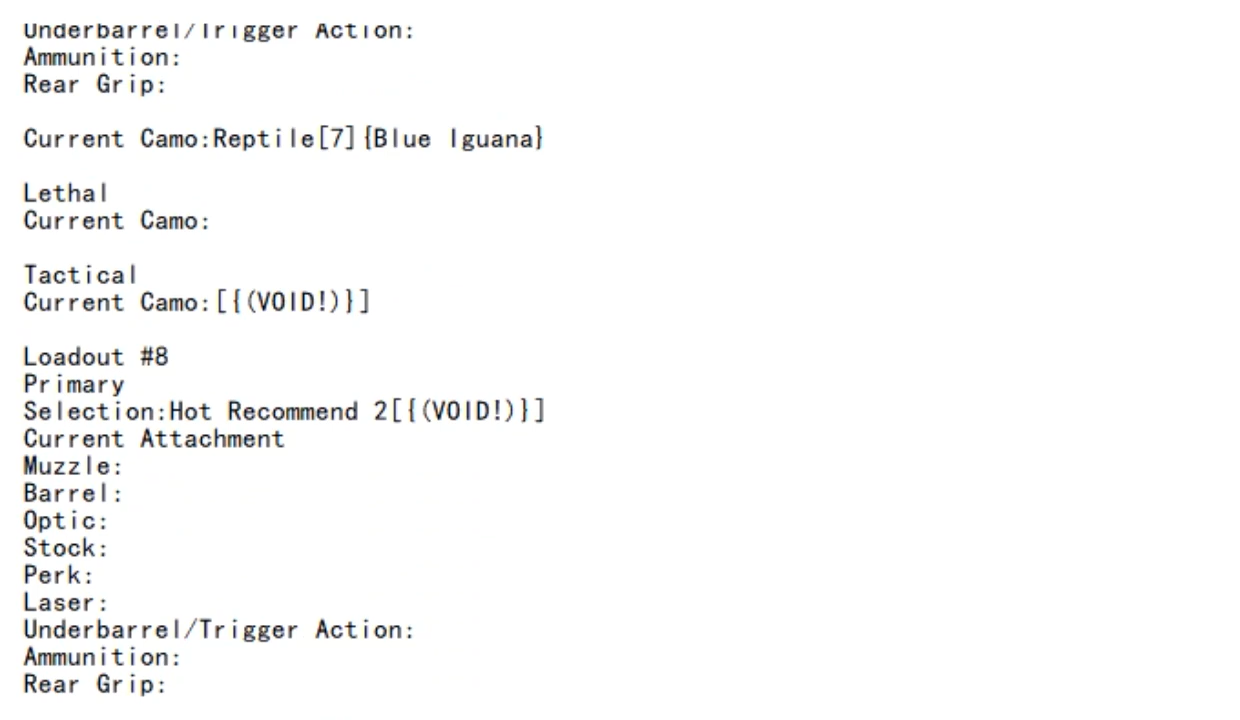 Underbarrel/Trigger Action:
Ammunition:
Rear Grip:
Current Camo:Reptile[7]{Blue Iguana}
Lethal
Current Camo:
Tactical
Current Camo:[{(VOID!)}]
Loadout #8
Primary
Selection:Hot Recommend 2[{(VOID!)}]
Current Attachment
Muzzle:
Barrel:
Optic:
Stock:
Perk:
Laser:
Underbarrel/Trigger Action:
Ammunition:
Rear Grip: